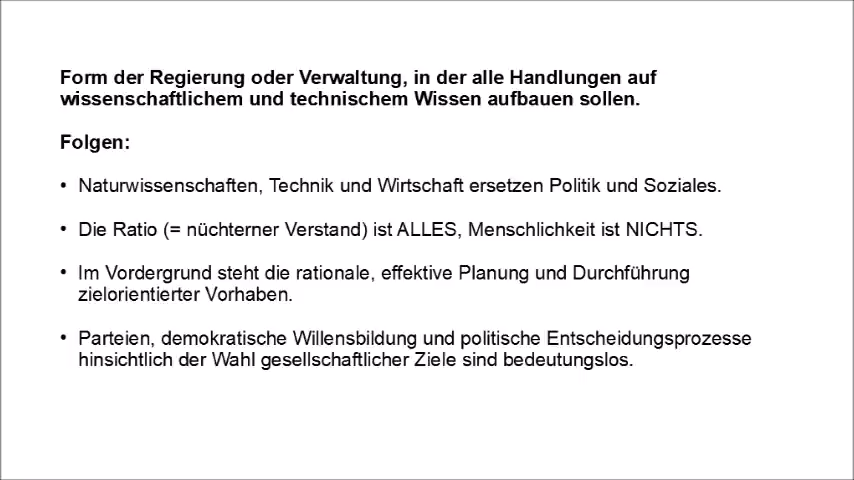 Form der Regierung oder Verwaltung, in der alle Handlungen auf
wissenschaftlichem und technischem Wissen aufbauen sollen.
Folgen:
• Naturwissenschaften, Technik und Wirtschaft ersetzen Politik und Soziales.
• Die Ratio (= nüchterner Verstand) ist ALLES, Menschlichkeit ist NICHTS.
• Im Vordergrund steht die rationale, effektive Planung und Durchführung
zielorientierter Vorhaben.
• Parteien, demokratische Willensbildung und politische Entscheidungsprozesse
hinsichtlich der Wahl gesellschaftlicher Ziele sind bedeutungslos.